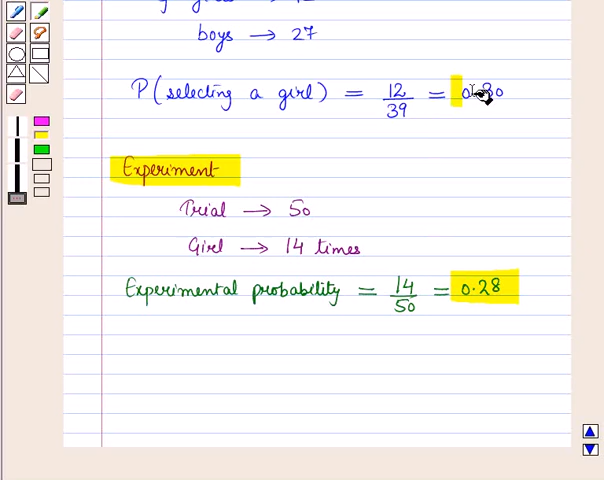 boys → 27
P(selecting a girl) = 12/39 = 0.30
Experiment
Trial → 50
Girl → 14 times
Experimental probability = 14/50 = 0.28